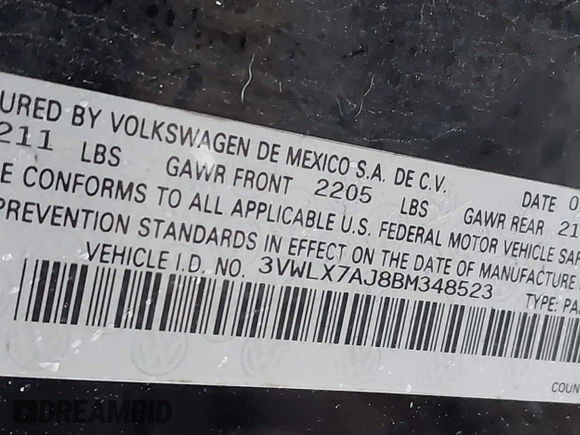 URED BY VOLKSWAGEN DE MEXICO S.A. DE C.V. DATE 0
211 LBS GAWR FRONT 2205 LBS GAWR REAR 21
E CONFORMS TO ALL APPLICABLE U.S. FEDERAL MOTOR VEHICLE SAF
PREVENTION STANDARDS IN EFFECT ON THE DATE OF MANUFACTURE
VEHICLE I.D. NO. 3VWLX7AJ8BM348523 TYPE: PA
COUN
DREAMBID